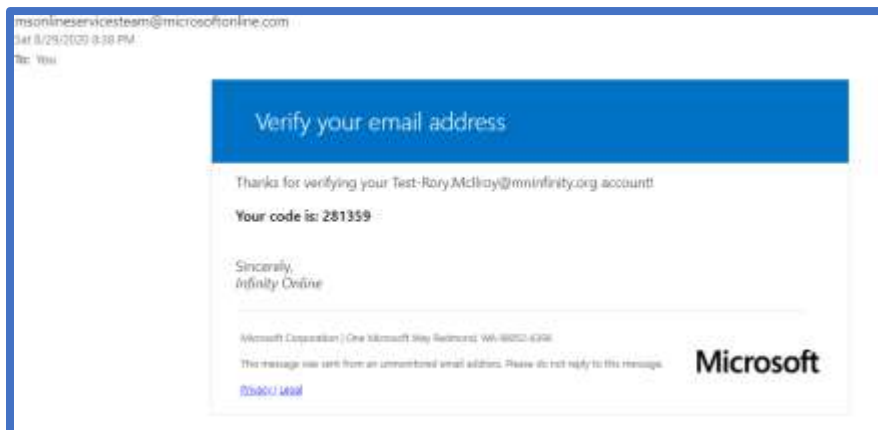 msonlineservicesteam@microsoftonline.com
Sat 8/29/2020 8:38 PM
To: You
Verify your email address
Thanks for verifying your Test-Rory.McIlroy@mninfinity.org account!
Your code is: 281359
Sincerely,
Infinity Online
Microsoft Corporation | One Microsoft Way Redmond, WA 98052-6399
This message was sent from an unmonitored email address. Please do not reply to this message.
Privacy | Legal
Microsoft